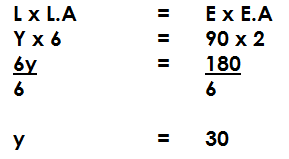 L x L.A = E x E.A
Y x 6 = 90 x 2
6y = 180
6 6
y = 30